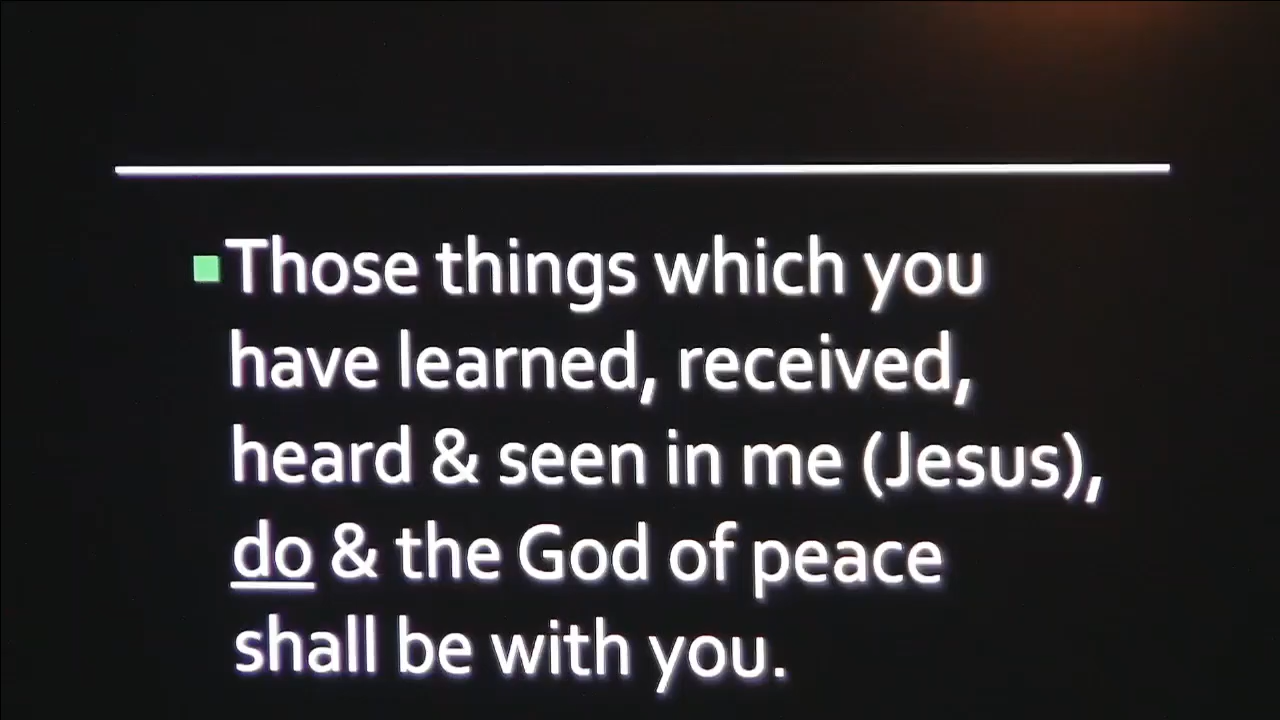 Those things which you
have learned, received,
heard & seen in me (Jesus),
do & the God of peace
shall be with you.